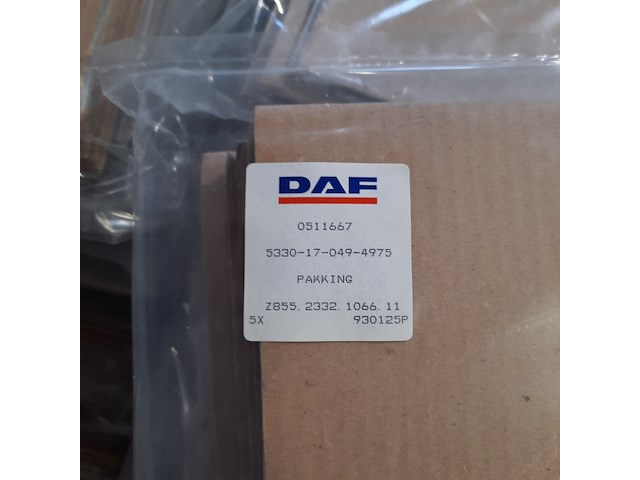 DAF
0511667
5330-17-049-4975
PAKKING
Z855. 2332. 1066. 11
5X 930125P